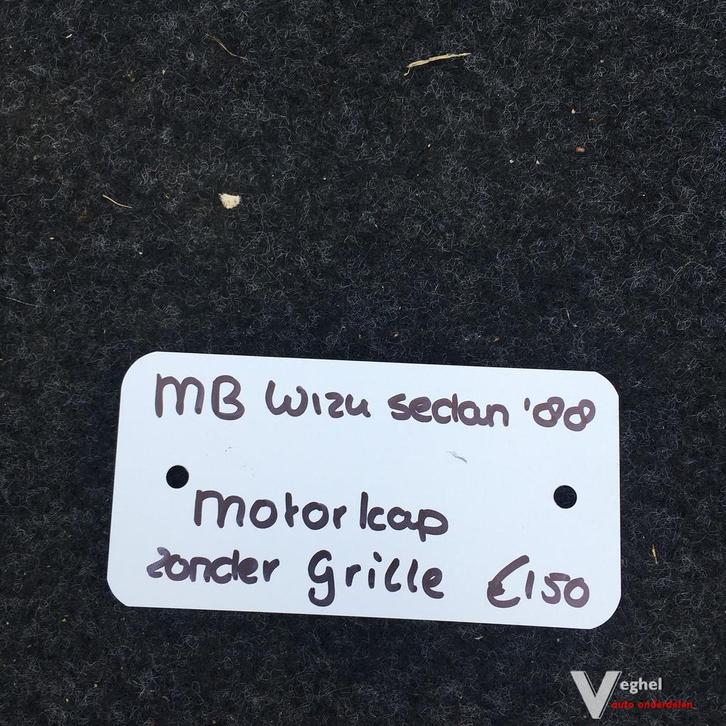 MB W124 sedan '88
Motorkap
zonder Grille €150
Veghel
auto onderdelen